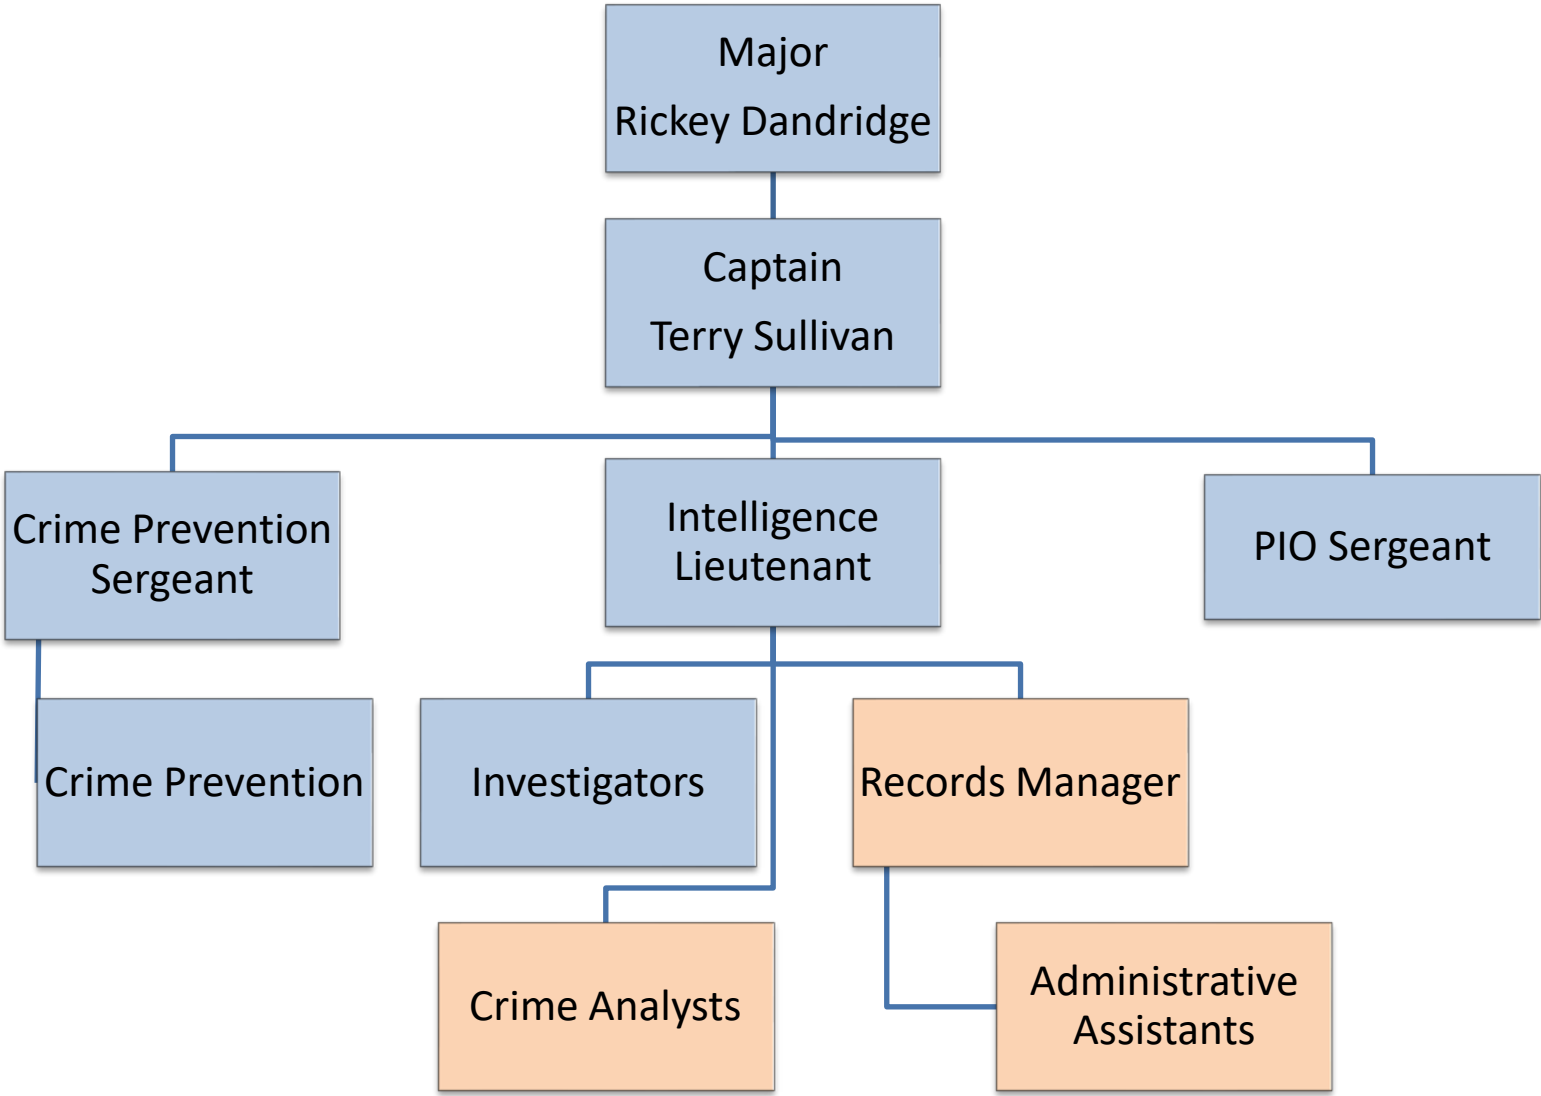 Major
Rickey Dandridge
Captain
Terry Sullivan
Crime Prevention
Sergeant
Intelligence
Lieutenant
PIO Sergeant
Crime Prevention
Investigators
Records Manager
Crime Analysts
Administrative
Assistants